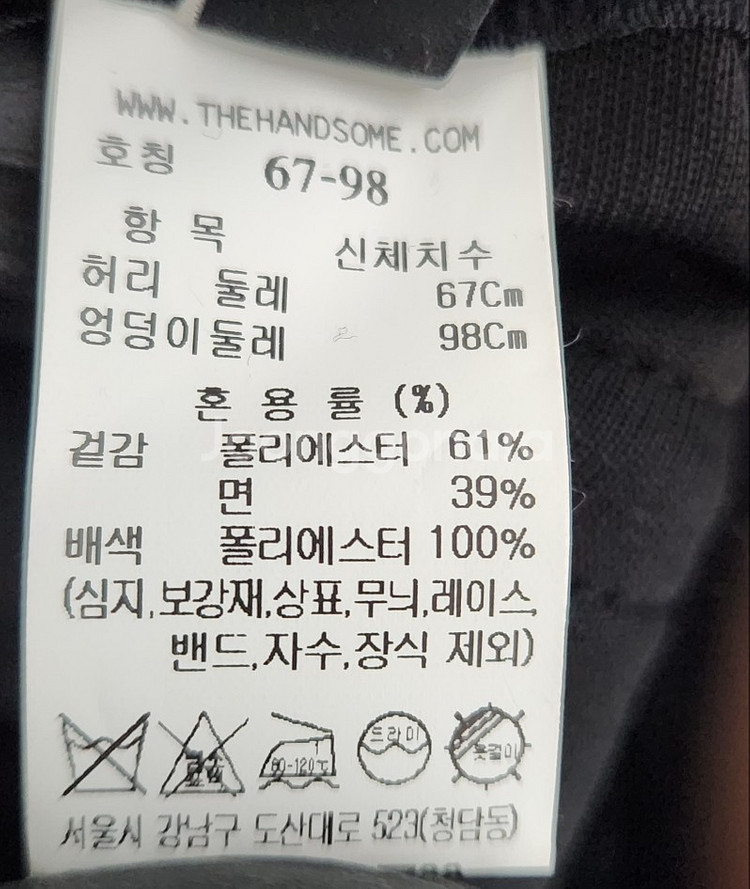 WWW.THEHANDSOME.COM
호칭 67-98
항 목 신체치수
허리 둘레 67Cm
엉덩이둘레 98Cm
혼 용 률 (%)
겉감 폴리에스터 61%
면 39%
배색 폴리에스터 100%
(심지,보강재,상표,무늬,레이스,
밴드,자수,장식 제외)
80-120℃ 드라이 옷걸이
서울시 강남구 도산대로 523(청담동)